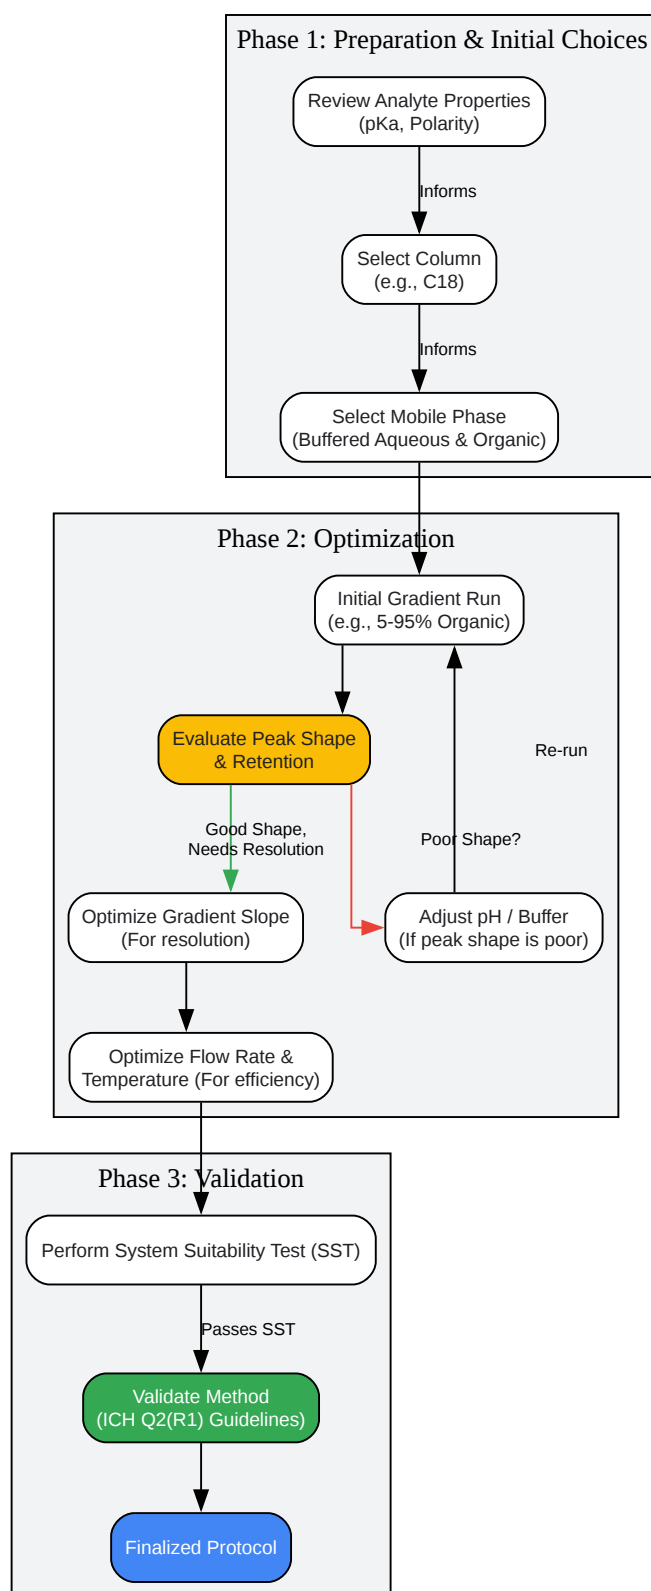 Phase 1: Preparation & Initial Choices
Review Analyte Properties
(pKa, Polarity)
Informs
Select Column
(e.g., C18)
Informs
Select Mobile Phase
(Buffered Aqueous & Organic)
Phase 2: Optimization
Initial Gradient Run
(e.g., 5-95% Organic)
Evaluate Peak Shape
& Retention
Re-run
Good Shape,
Needs Resolution
Poor Shape?
Optimize Gradient Slope
(For resolution)
Adjust pH / Buffer
(If peak shape is poor)
Optimize Flow Rate &
Temperature (For efficiency)
Phase 3: Validation
Perform System Suitability Test (SST)
Passes SST
Validate Method
(ICH Q2(R1) Guidelines)
Finalized Protocol